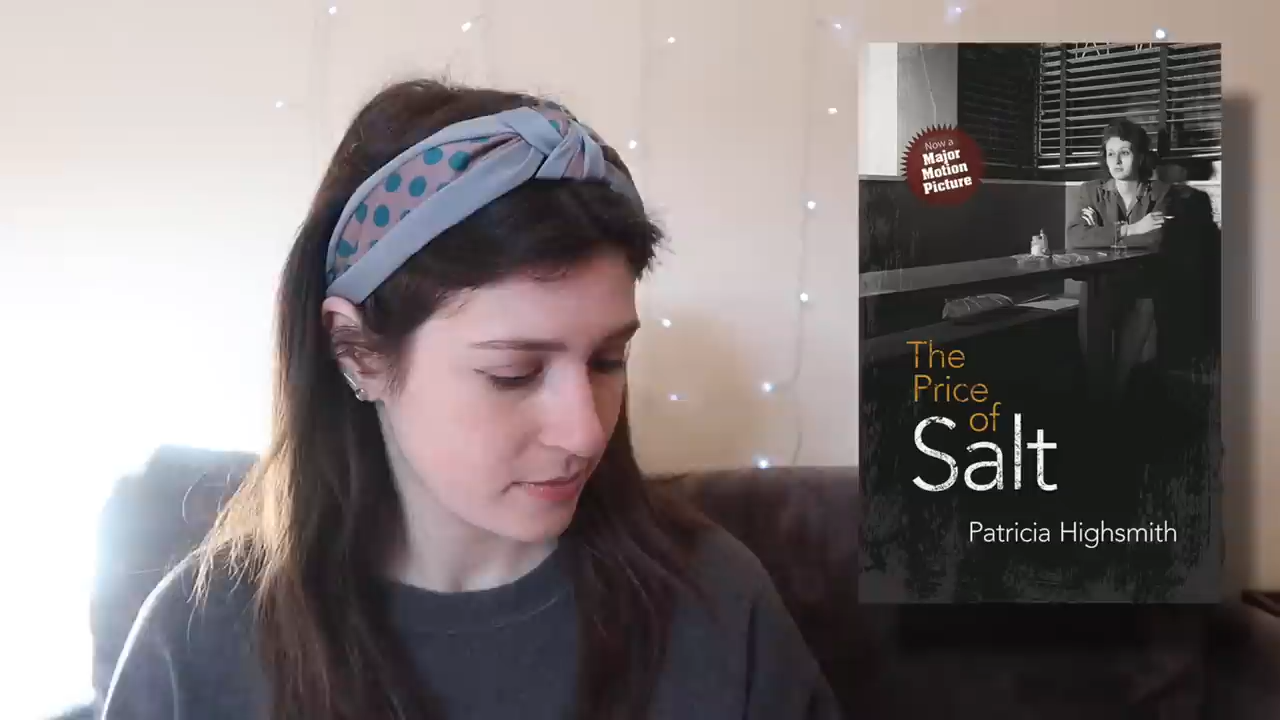 Now a
Major
Motion
Picture
The
Price
of
Salt
Patricia Highsmith